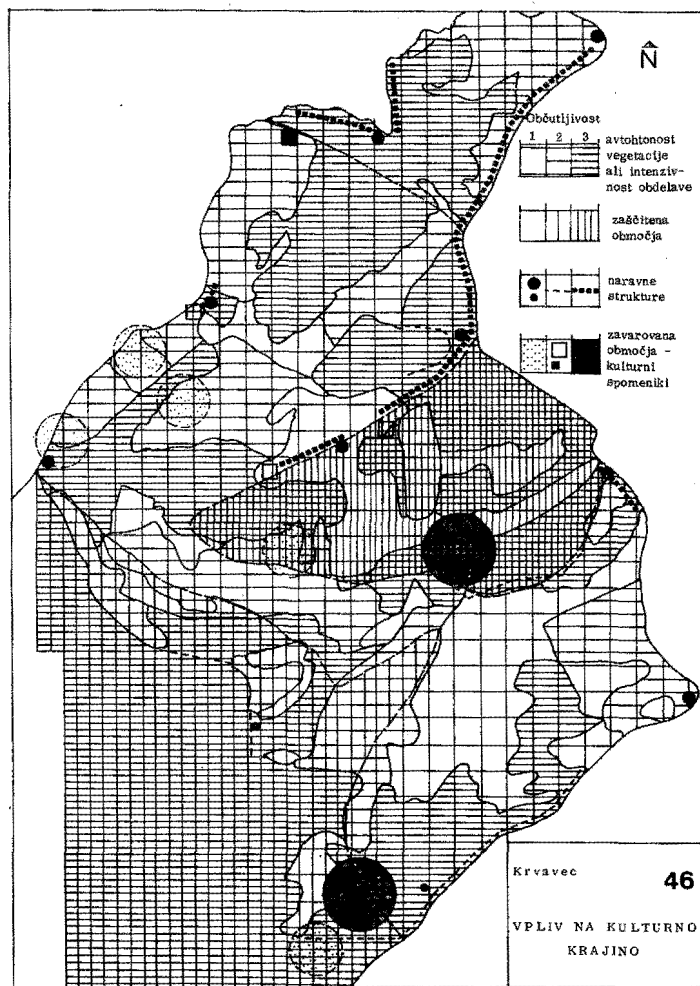 N
Občutljivost
1 2 3
avtohtonost
vegetacije
ali intenziv-
nost obdelave
zaščitena
območja
naravne
strukture
zavarovana
območja -
kulturni
spomeniki
Krvavec
46
VPLIV NA KULTURNO
KRAJINO